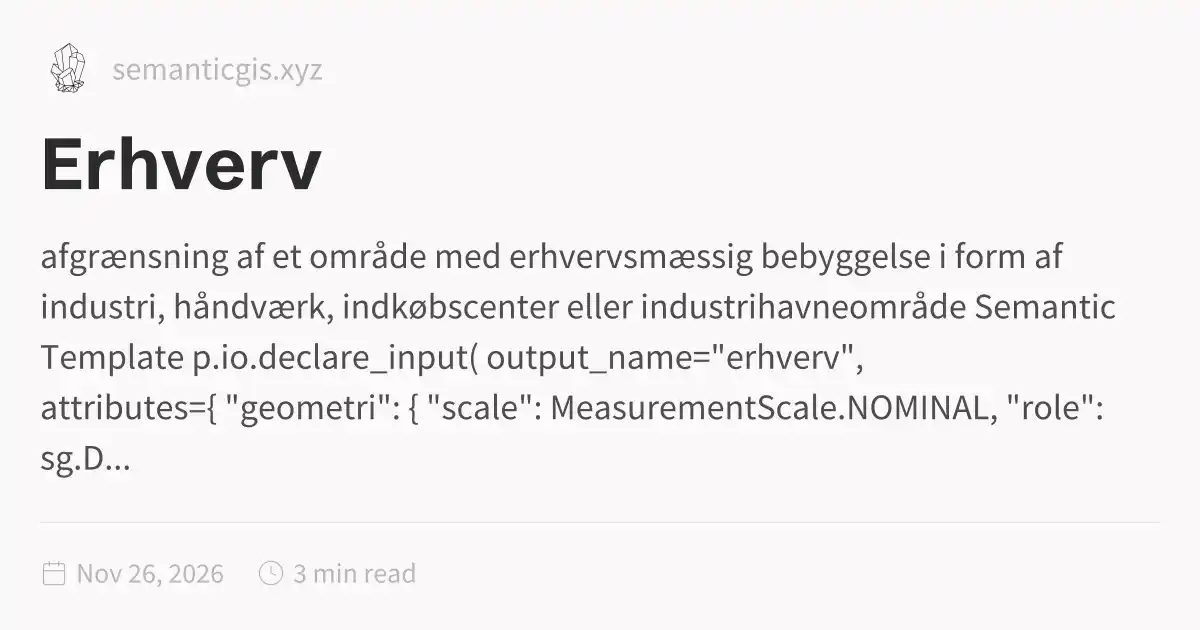 semanticgis.xyz
Erhverv
afgrænsning af et område med erhvervsmæssig bebyggelse i form af
industri, håndværk, indkøbscenter eller industrihavneområde Semantic
Template p.io.declare_input( output_name="erhverv",
attributes={ "geometri": { "scale": MeasurementScale.NOMINAL, "role":
sg.D...
Nov 26, 2026 3 min read